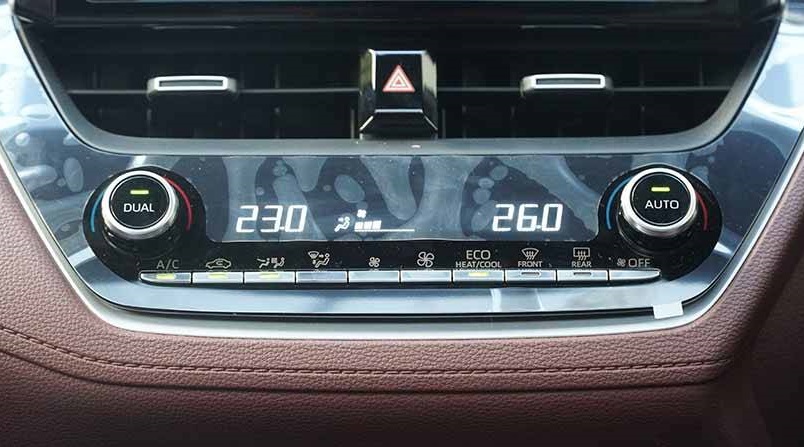 DUAL
23.0
26.0
AUTO
A/C
ECO
HEAT/COOL
FRONT
REAR
OFF